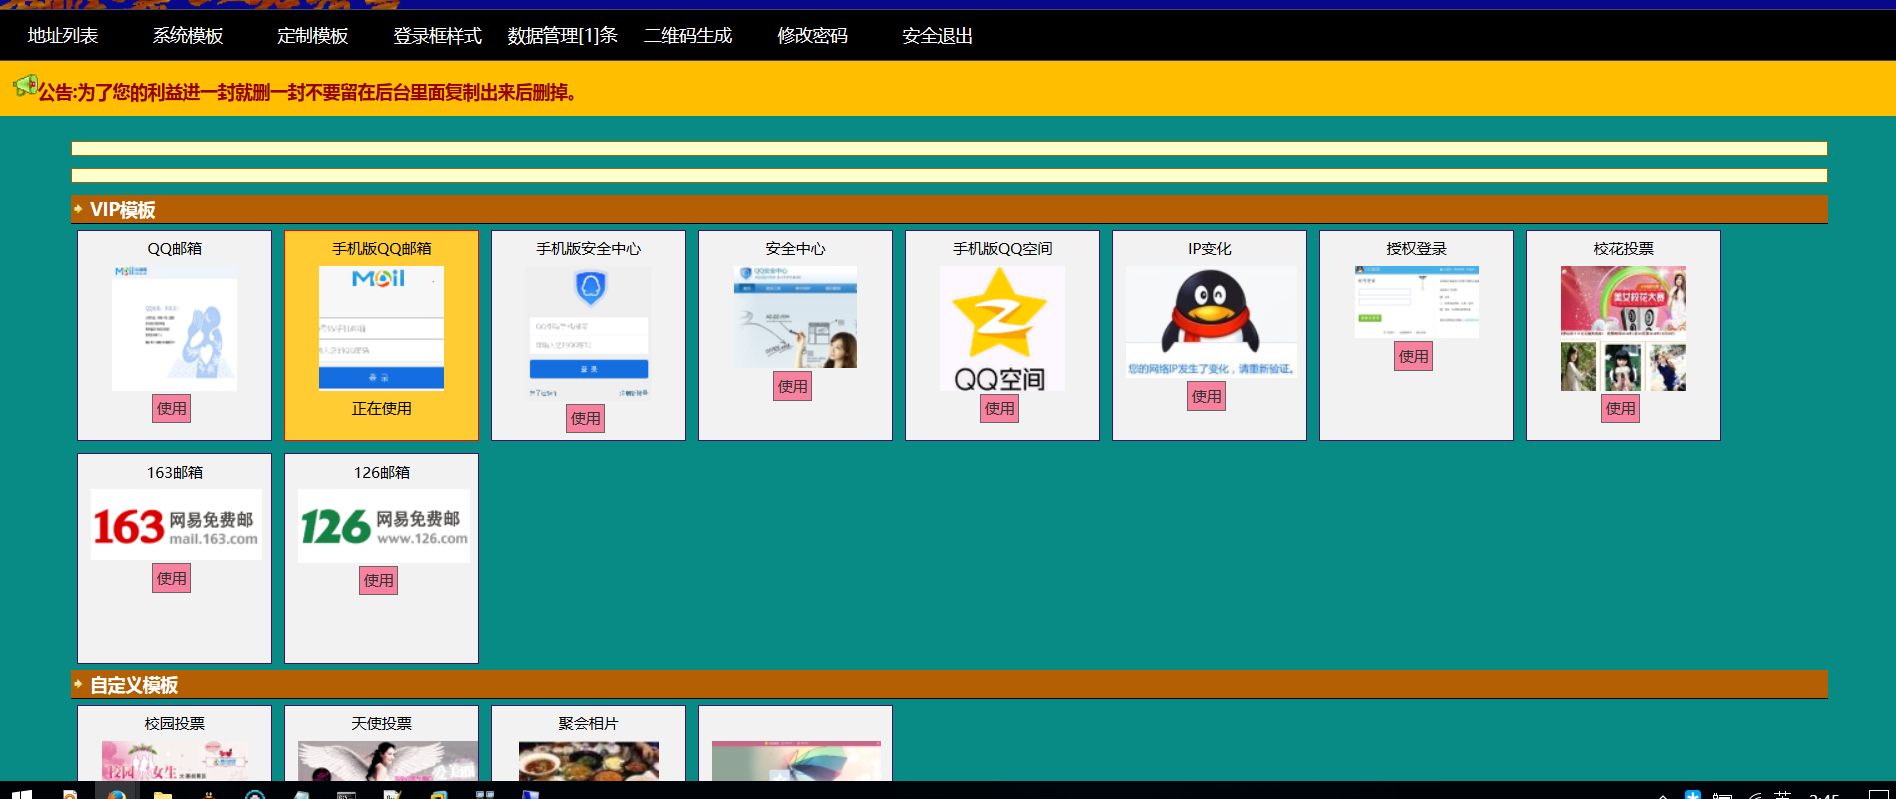 地址列表 系统模板 定制模板 登录框样式 数据管理[1]条 二维码生成 修改密码 安全退出
公告:为了您的利益进一封就删一封不要留在后台里面复制出来后删掉。
VIP模板
QQ邮箱 手机版QQ邮箱 手机版安全中心 安全中心 手机版QQ空间 IP变化 授权登录 校花投票
Mail
QQ安全中心
美女校花大赛
登 录
QQ空间
您的网络IP发生了变化，请重新验证。
使用 正在使用 使用 使用 使用 使用 使用 使用
163邮箱 126邮箱
163 网易免费邮 mail.163.com
126 网易免费邮 www.126.com
使用 使用
自定义模板
校园投票 天使投票 聚会相片
校园 女生
英